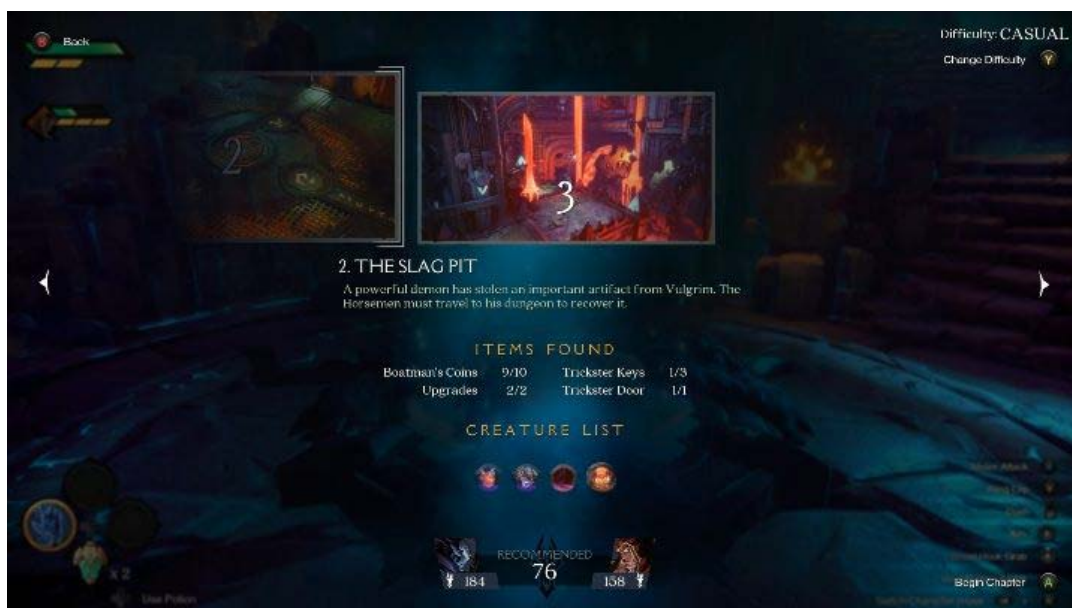 Back
Difficulty: CASUAL
Change Difficulty Y
2
3
2. THE SLAG PIT
A powerful demon has stolen an important artifact from Vulgrim. The
Horsemen must travel to his dungeon to recover it.
ITEMS FOUND
Boatman's Coins 9/10 Trickster Keys 1/3
Upgrades 2/2 Trickster Door 1/1
CREATURE LIST
RECOMMENDED
184 76 158
x 2
Use Potion
Begin Chapter A